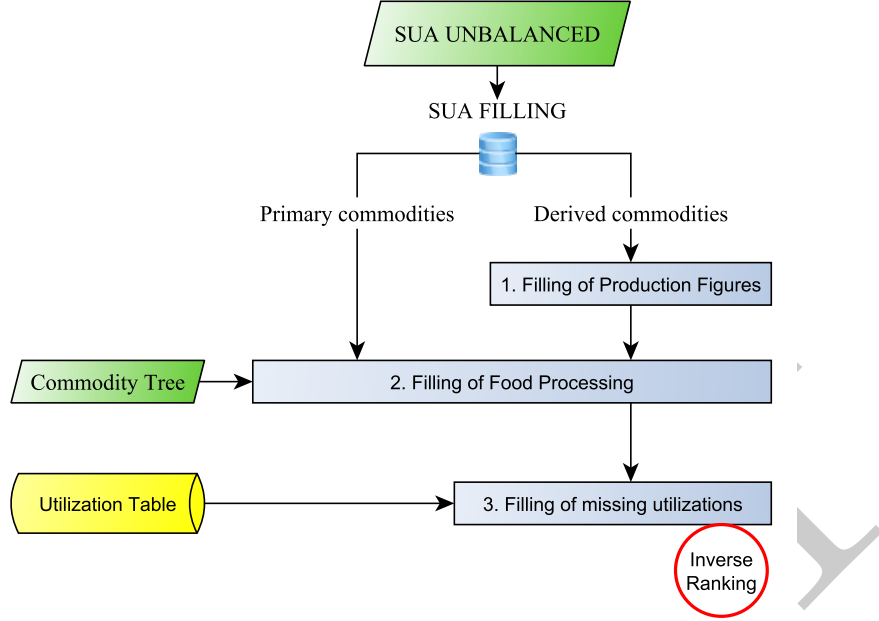 SUA UNBALANCED
SUA FILLING
Primary commodities
Derived commodities
1. Filling of Production Figures
Commodity Tree
2. Filling of Food Processing
Utilization Table
3. Filling of missing utilizations
Inverse
Ranking